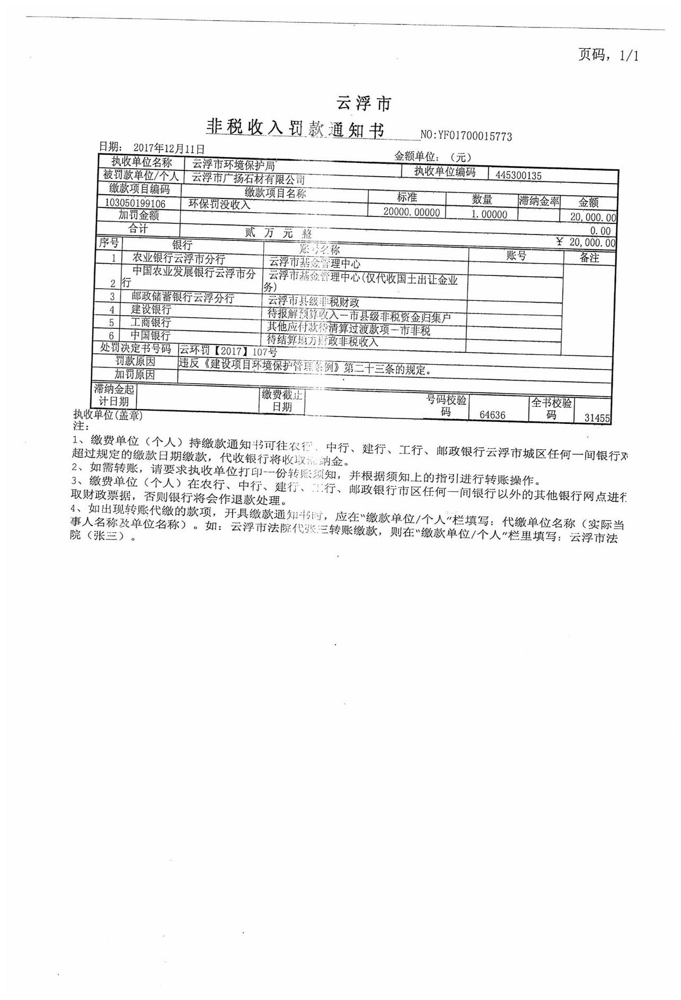 页码，1/1
云浮市
非税收入罚款通知书 NO:YF01700015773
日期： 2017年12月11日 金额单位：（元）
执收单位名称 云浮市环境保护局 执收单位编码 445300135
被罚款单位/个人 云浮市广扬石材有限公司
缴款项目编码 缴款项目名称 标准 数量 滞纳金率 金额
103050199106 环保罚没收入 20000.00000 1.00000 20,000.00
加罚金额 0.00
合计 贰万元整 ￥ 20,000.00
序号 银行 账号名称 账号 备注
1 农业银行云浮市分行 云浮市基金管理中心
2 中国农业发展银行云浮市分行 云浮市基金管理中心(仅代收国土出让金业务)
3 邮政储蓄银行云浮分行 云浮市县级非税财政
4 建设银行 待报解预算收入－市县级非税资金归集户
5 工商银行 其他应付款待清算过渡款项－市非税
6 中国银行 待结算地方财政非税收入
处罚决定书号码 云环罚【2017】107号
罚款原因 违反《建设项目环境保护管理条例》第二十三条的规定。
加罚原因
滞纳金起计日期 缴费截止日期 号码校验码 64636 全书校验码 31455
执收单位(盖章)
注：
1、缴费单位（个人）持缴款通知书可往农行、中行、建行、工行、邮政银行云浮市城区任何一间银行
超过规定的缴款日期缴款，代收银行将收取滞纳金。
2、如需转账，请要求执收单位打印一份转账须知，并根据须知上的指引进行转账操作。
3、缴费单位（个人）在农行、中行、建行、工行、邮政银行市区任何一间银行以外的其他银行网点进行
取财政票据，否则银行将会作退款处理。
4、如出现转账代缴的款项，开具缴款通知书时，应在“缴款单位/个人”栏填写：代缴单位名称（实际当
事人名称及单位名称）。如：云浮市法院代张三转账缴款，则在“缴款单位/个人”栏里填写：云浮市法
院（张三）。